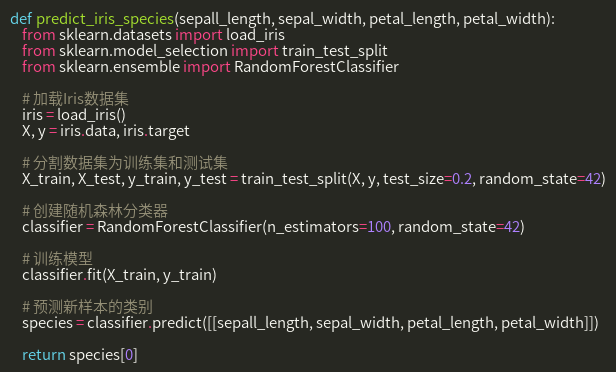 def predict_iris_species(sepall_length, sepal_width, petal_length, petal_width):
from sklearn.datasets import load_iris
from sklearn.model_selection import train_test_split
from sklearn.ensemble import RandomForestClassifier
# 加载Iris数据集
iris = load_iris()
X, y = iris.data, iris.target
# 分割数据集为训练集和测试集
X_train, X_test, y_train, y_test = train_test_split(X, y, test_size=0.2, random_state=42)
# 创建随机森林分类器
classifier = RandomForestClassifier(n_estimators=100, random_state=42)
# 训练模型
classifier.fit(X_train, y_train)
# 预测新样本的类别
species = classifier.predict([[sepall_length, sepal_width, petal_length, petal_width]])
return species[0]